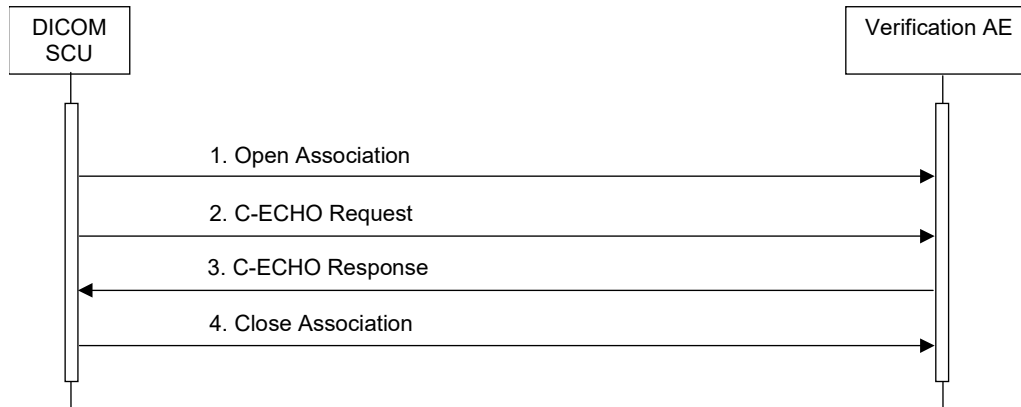 DICOM
SCU
Verification AE
1. Open Association
2. C-ECHO Request
3. C-ECHO Response
4. Close Association